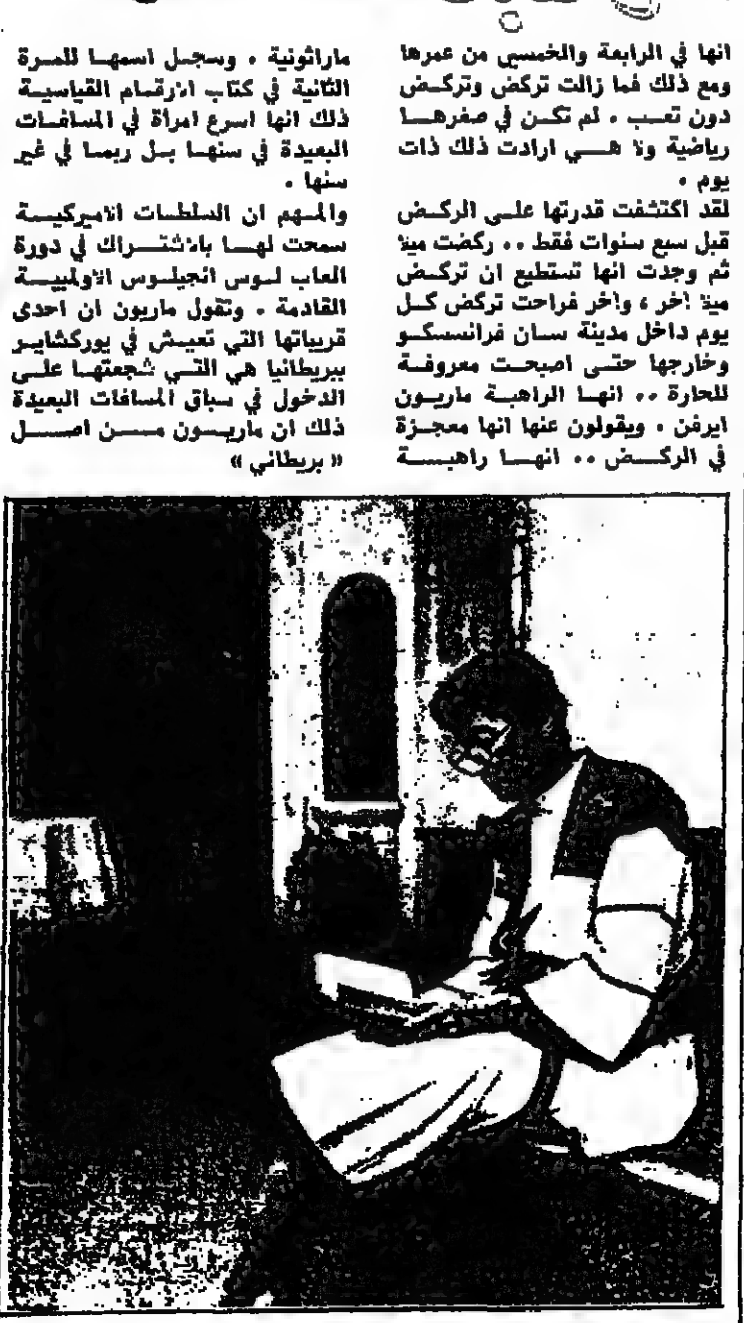 انها في الرابعة والخمسين من عمرها
ومع ذلك فما زالت تركض وتركض
دون تعب . لم تكن في صغرها
رياضية ولا هي ارادت ذلك ذات
يوم .
لقد اكتشفت قدرتها على الركض
قبل سبع سنوات فقط .. ركضت ميلا
ثم وجدت انها تستطيع ان تركض
ميلا اخر ، واخر فراحت تركض كل
يوم داخل مدينة سان فرانسسكو
وخارجها حتى اصبحت معروفة
للحارة .. انها الراهبة ماريون
ايرفن . ويقولون عنها انها معجزة
في الركض .. انها راهبة
ماراثونية . وسجل اسمها للمرة
الثانية في كتاب الارقام القياسية
ذلك انها اسرع امرأة في المسافات
البعيدة في سنها بل ربما في غير
سنها .
والمهم ان السلطات الاميركية
سمحت لها بالاشتراك في دورة
العاب لوس انجيلوس الاولمبية
القادمة . وتقول ماريون ان احدى
قريباتها التي تعيش في يوركشاير
ببريطانيا هي التي شجعتها على
الدخول في سباق المسافات البعيدة
ذلك ان ماريون من اصل
« بريطاني »